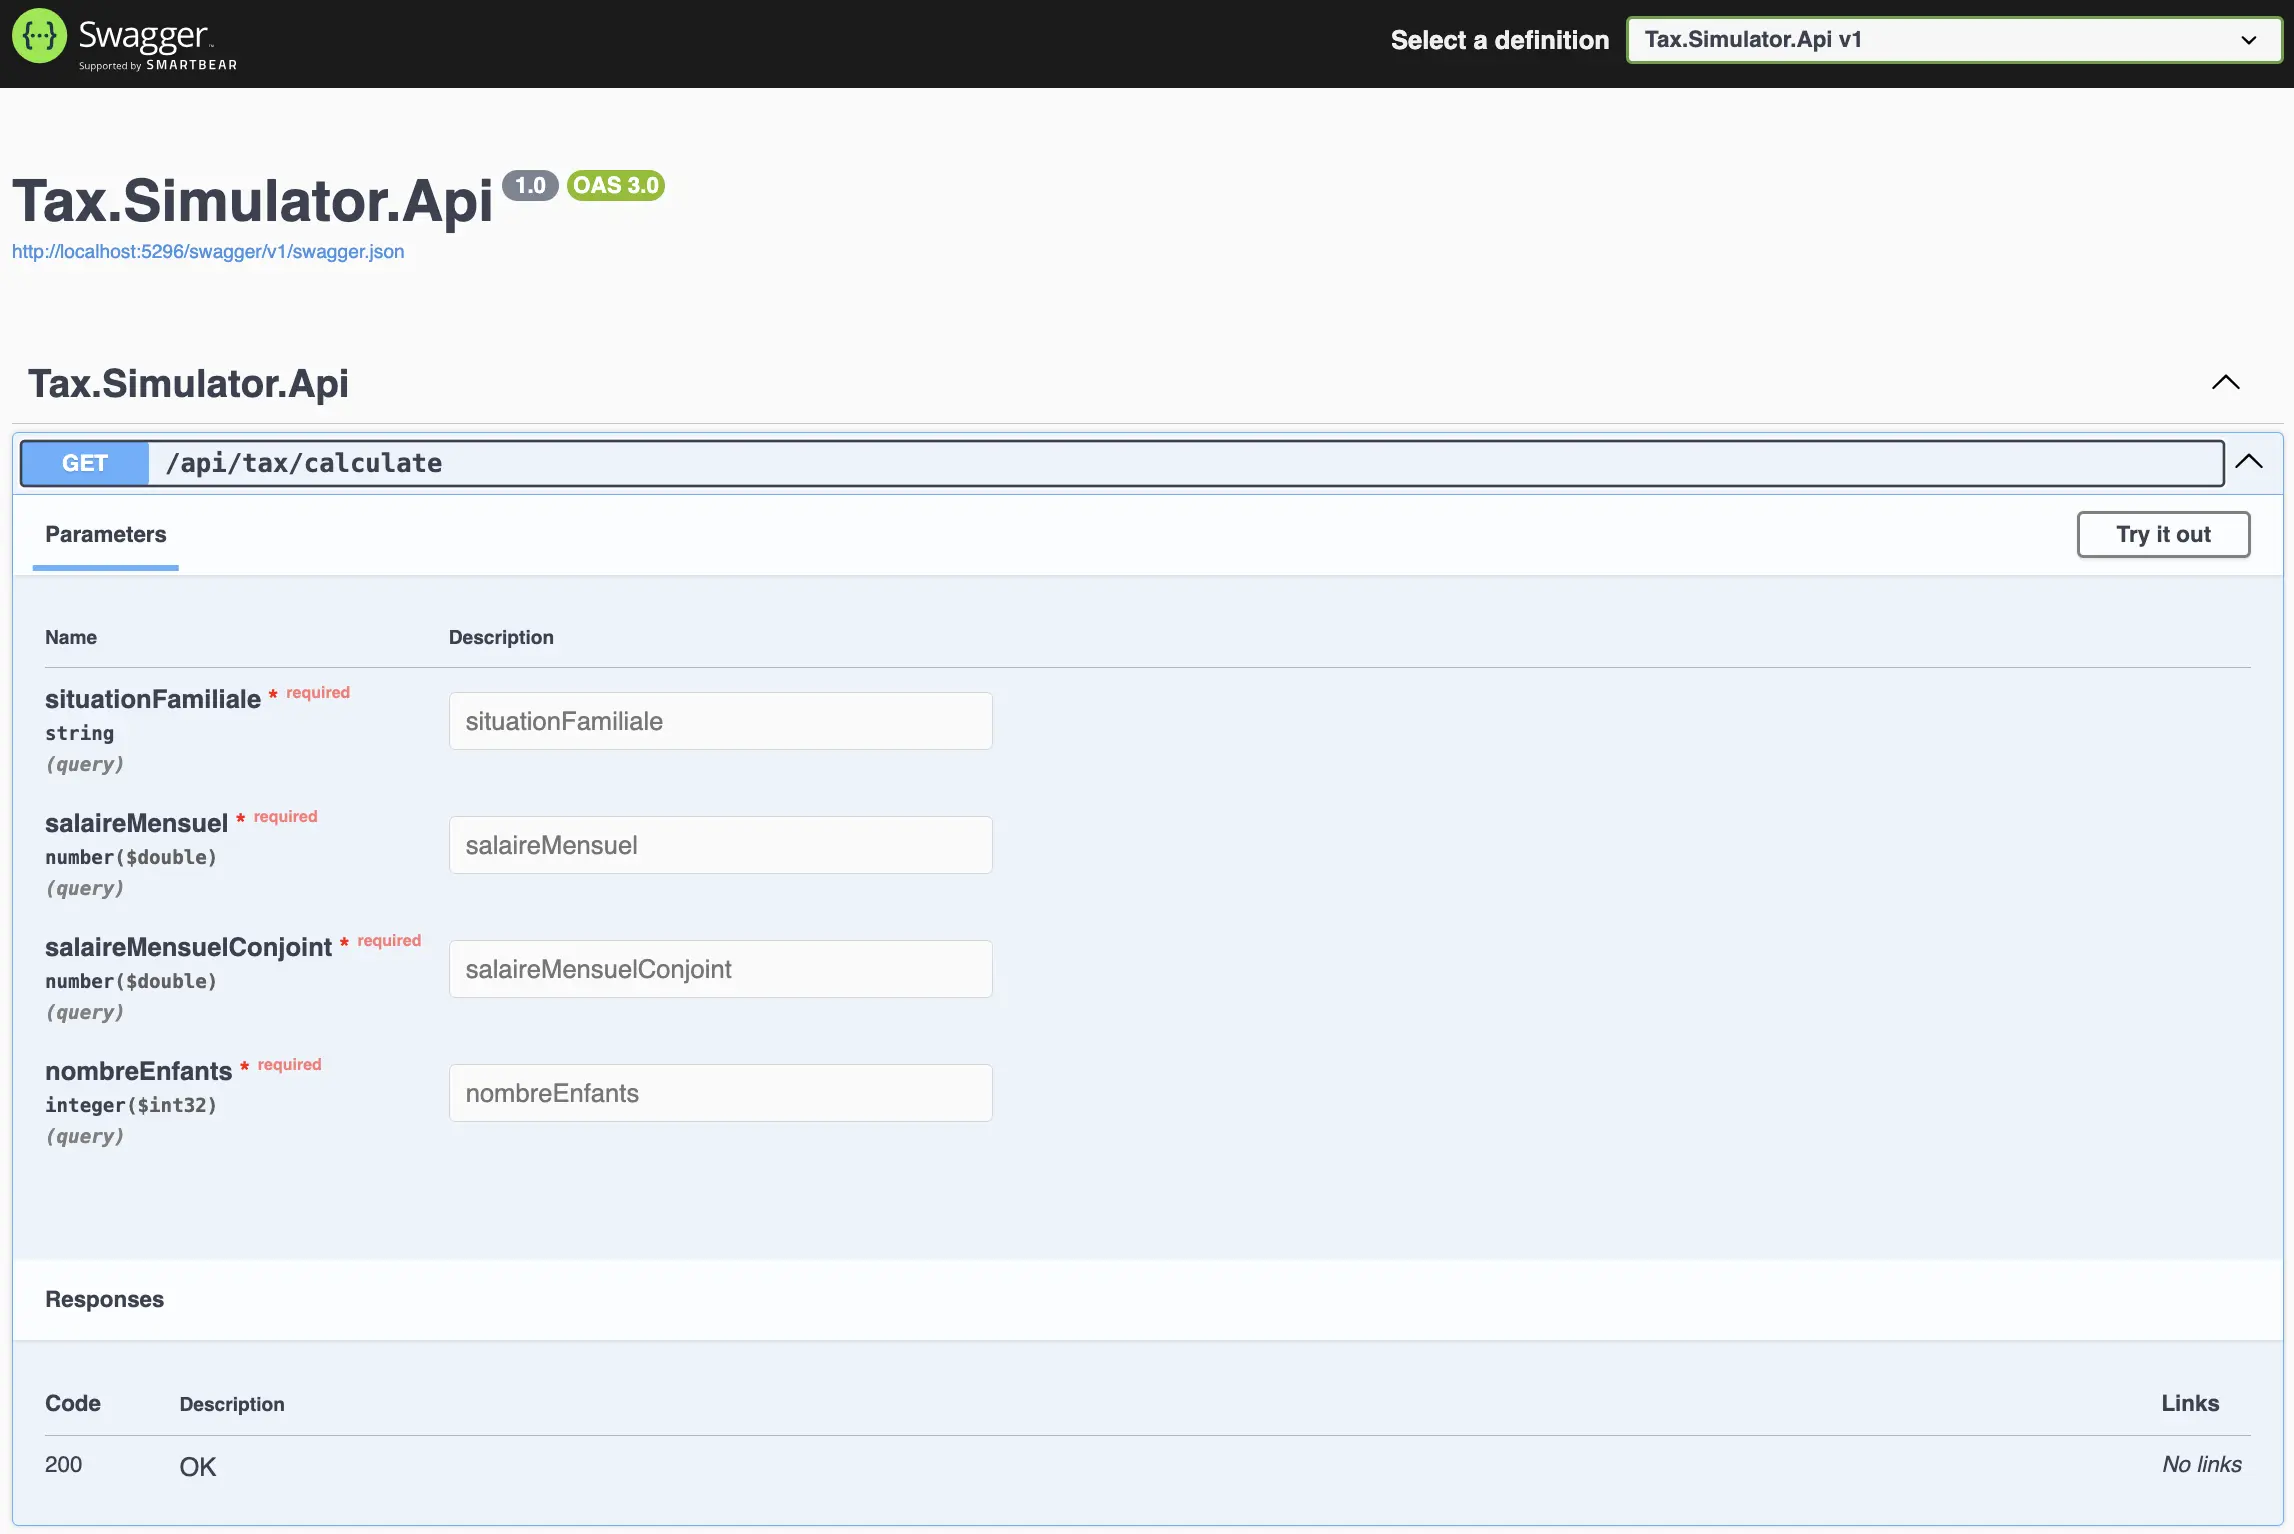 {···} Swagger™
Supported by SMARTBEAR
Select a definition
Tax.Simulator.Api v1
Tax.Simulator.Api 1.0 OAS 3.0
http://localhost:5296/swagger/v1/swagger.json
Tax.Simulator.Api
GET /api/tax/calculate
Parameters
Try it out
Name Description
situationFamiliale * required
string
(query)
situationFamiliale
salaireMensuel * required
number($double)
(query)
salaireMensuel
salaireMensuelConjoint * required
number($double)
(query)
salaireMensuelConjoint
nombreEnfants * required
integer($int32)
(query)
nombreEnfants
Responses
Code Description Links
200 OK No links